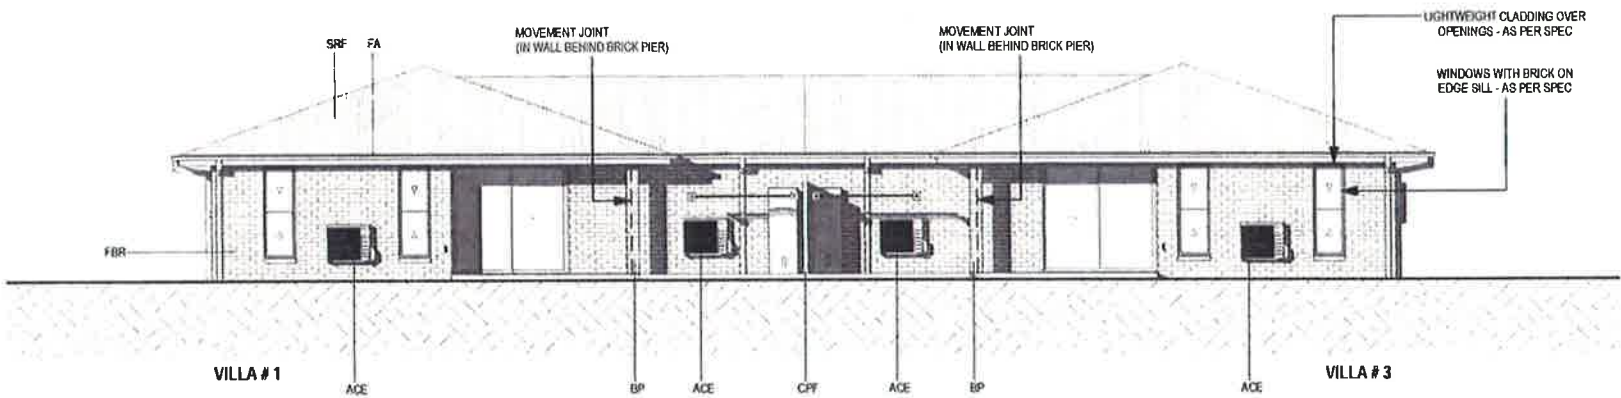 LIGHTWEIGHT CLADDING OVER
OPENINGS - AS PER SPEC
MOVEMENT JOINT
(IN WALL BEHIND BRICK PIER)
MOVEMENT JOINT
(IN WALL BEHIND BRICK PIER)
SRF FA
WINDOWS WITH BRICK ON
EDGE SILL - AS PER SPEC
FBR
VILLA # 1
VILLA # 3
ACE BP ACE CPF ACE BP ACE